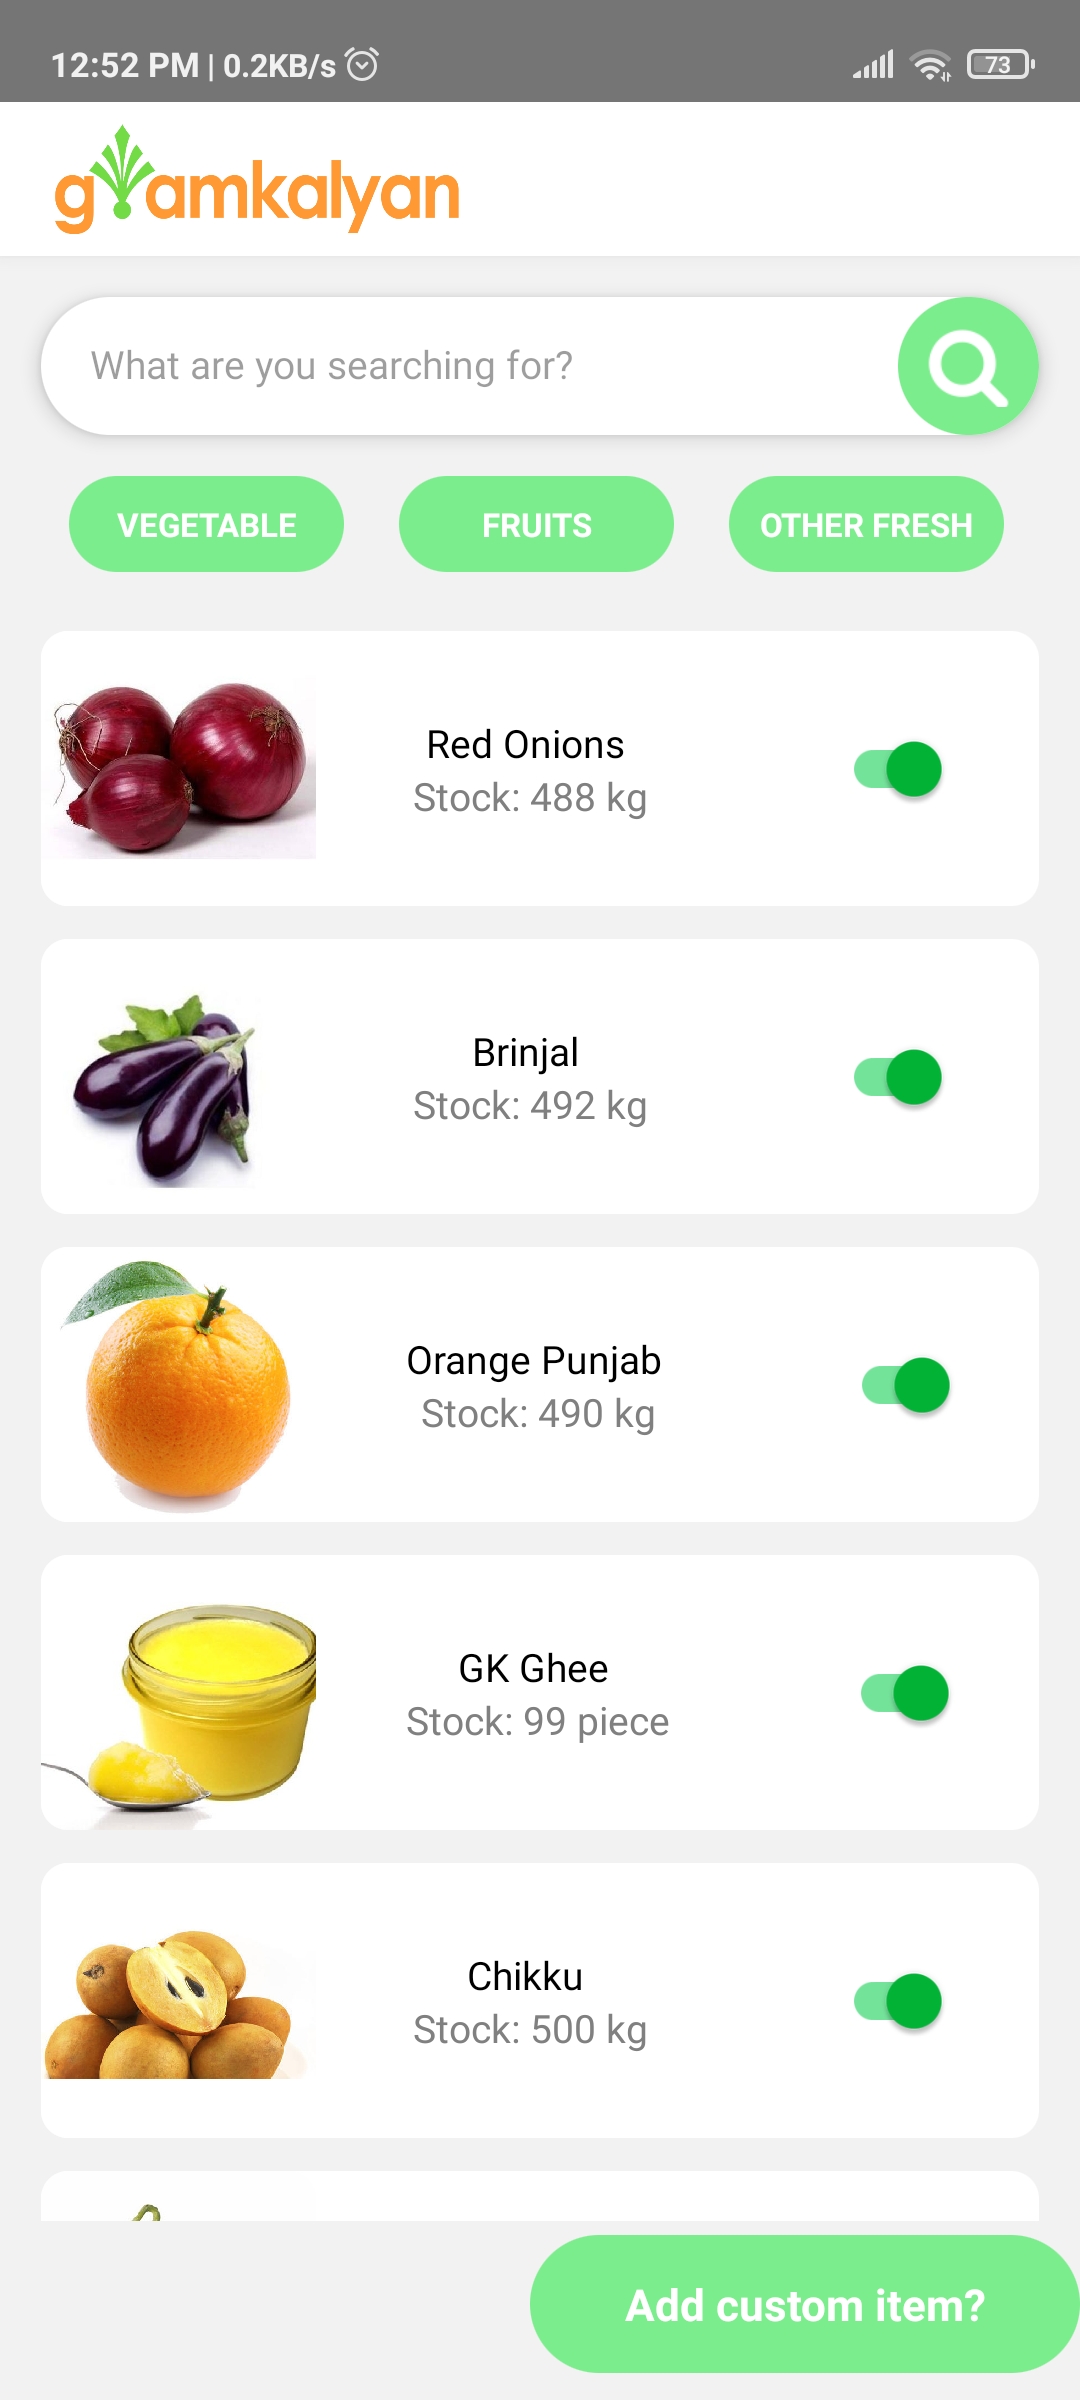 12:52 PM | 0.2KB/s
73
gramkalyan
What are you searching for?
VEGETABLE
FRUITS
OTHER FRESH
Red Onions
Stock: 488 kg
Brinjal
Stock: 492 kg
Orange Punjab
Stock: 490 kg
GK Ghee
Stock: 99 piece
Chikku
Stock: 500 kg
Add custom item?